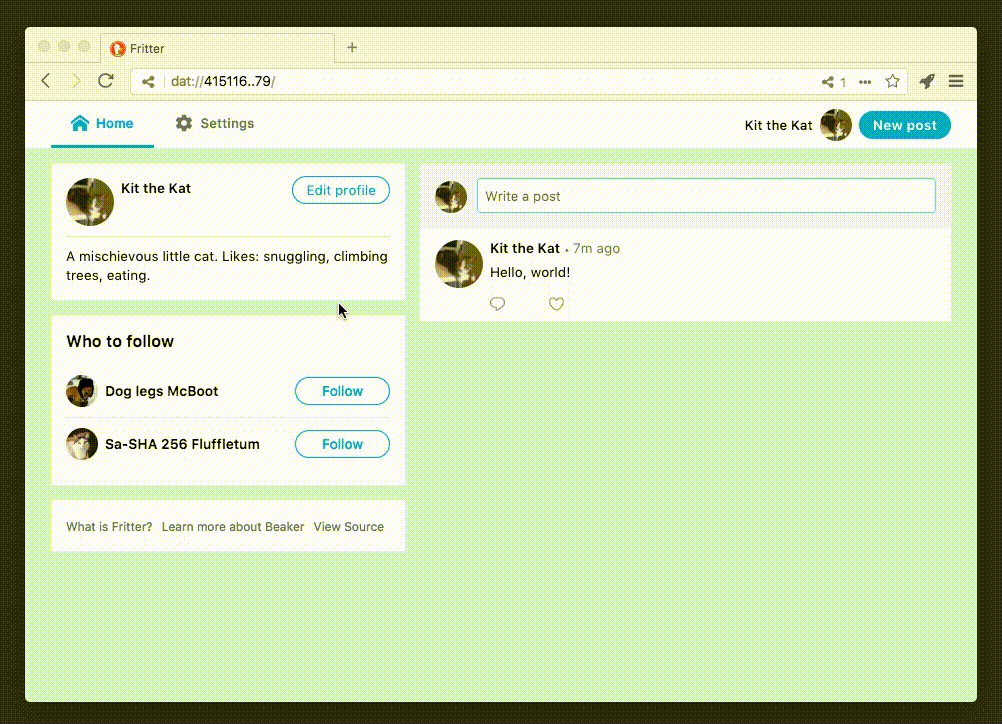 Fritter
dat://415116..79/
1
Home
Settings
Kit the Kat
New post
Kit the Kat
Edit profile
A mischievous little cat. Likes: snuggling, climbing
trees, eating.
Who to follow
Dog legs McBoot
Follow
Sa-SHA 256 Fluffletum
Follow
What is Fritter? Learn more about Beaker View Source
Write a post
Kit the Kat • 7m ago
Hello, world!